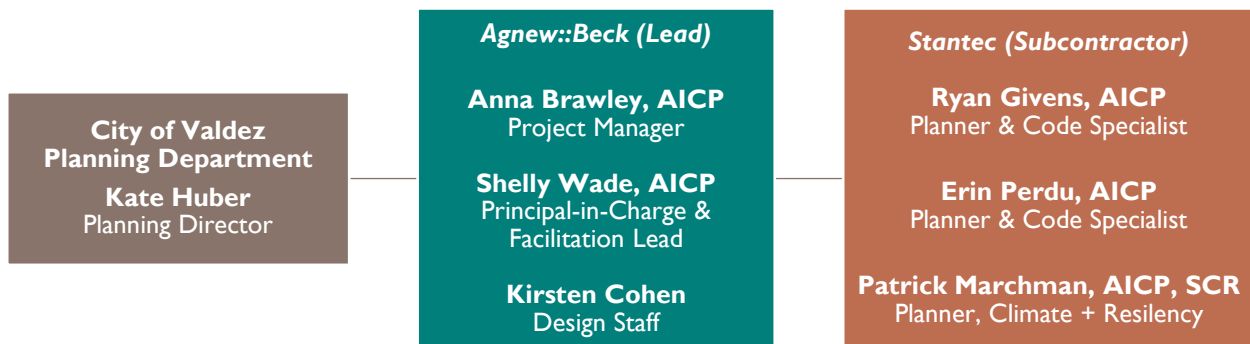 City of Valdez
Planning Department
Kate Huber
Planning Director
Agnew::Beck (Lead)
Anna Brawley, AICP
Project Manager
Shelly Wade, AICP
Principal-in-Charge &
Facilitation Lead
Kirsten Cohen
Design Staff
Stantec (Subcontractor)
Ryan Givens, AICP
Planner & Code Specialist
Erin Perdu, AICP
Planner & Code Specialist
Patrick Marchman, AICP, SCR
Planner, Climate + Resilency